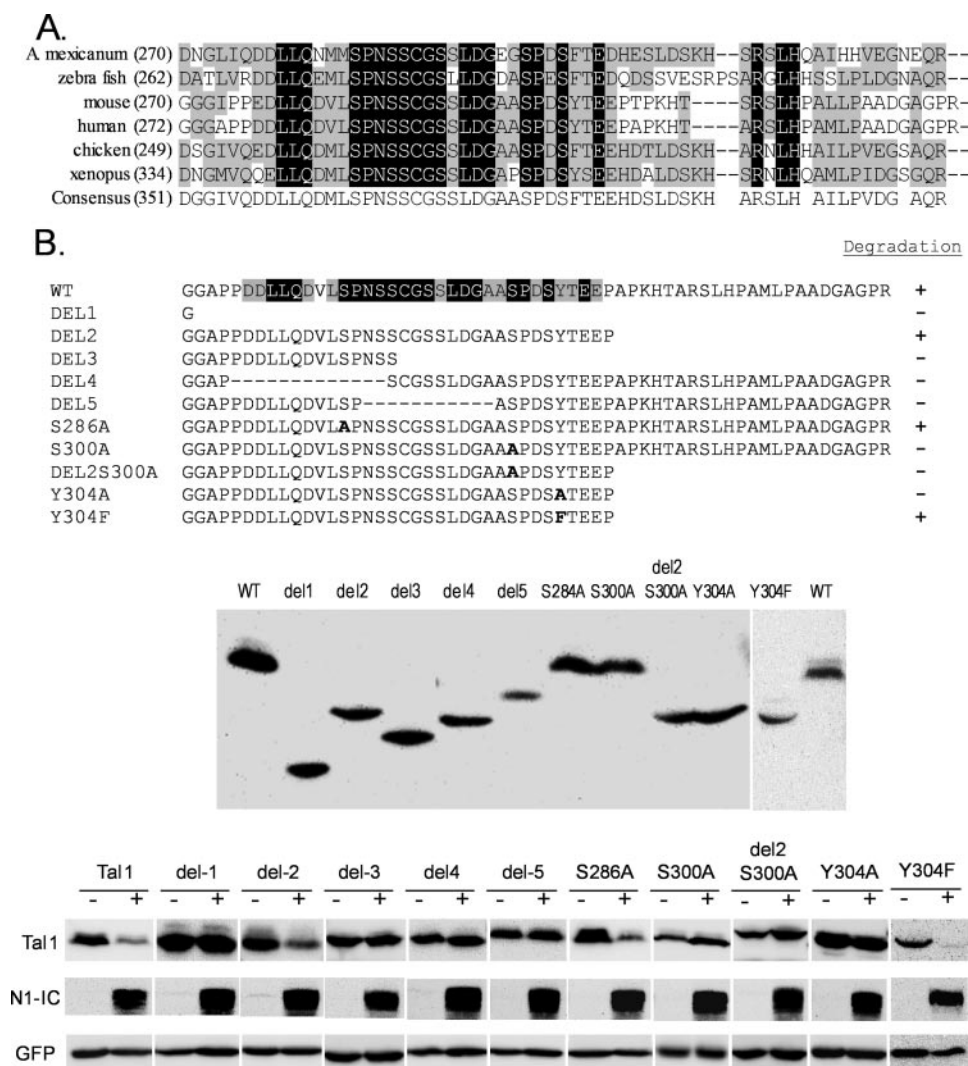 A.
A. mexicanum (270) DNGLIQDDLLQNMMSPNSSCGSSLDGEGSPDSFTEDHESLDSKH--SRSLHQAIHHVEGNEQR--
zebra fish (262) DATLVRDDLLQEMLSPNSSCGSLLDGDASPESFTEDQDSSVESRPSARGLHHSSLPLDGNAQR--
mouse (270) GGGIPPEDLLQDVLSPNSSCGSSLDGAASPDSYTEEPTPKHT----SRSLHPALLPAADGAGPR-
human (272) GGGAPPDDLLQDVLSPNSSCGSSLDGAASPDSYTEEPAPKHT----ARSLHPAMLPAADGAGPR-
chicken (249) DSGIVQEDLLQDMLSPNSSCGSSLDGAASPDSFTEEHDTLDSKH--ARNLHHAILPVEGSAQR--
xenopus (334) DNGMVQQELLQDMLSPNSSCGSSLDGAPSPDSYSEEHDALDSKH--SRNLHQAMLPIDGSGQR--
Consensus (351) DGGIVQDDLLQDMLSPNSSCGSSLDGAASPDSFTEEHDSLDSKH  ARSLH AILPVDG AQR
B.
Degradation
WT GGAPPDDLLQDVLSPNSSCGSSLDGAASPDSYTEEPAPKHTARSLHPAMLPAADGAGPR +
DEL1 G -
DEL2 GGAPPDDLLQDVLSPNSSCGSSLDGAASPDSYTEEP +
DEL3 GGAPPDDLLQDVLSPNSS -
DEL4 GGAP-------------SCGSSLDGAASPDSYTEEPAPKHTARSLHPAMLPAADGAGPR -
DEL5 GGAPPDDLLQDVLSP-----------ASPDSYTEEPAPKHTARSLHPAMLPAADGAGPR -
S286A GGAPPDDLLQDVLAPNSSCGSSLDGAASPDSYTEEPAPKHTARSLHPAMLPAADGAGPR +
S300A GGAPPDDLLQDVLSPNSSCGSSLDGAAAPDSYTEEPAPKHTARSLHPAMLPAADGAGPR -
DEL2S300A GGAPPDDLLQDVLSPNSSCGSSLDGAAAPDSYTEEP -
Y304A GGAPPDDLLQDVLSPNSSCGSSLDGAASPDSATEEP -
Y304F GGAPPDDLLQDVLSPNSSCGSSLDGAASPDSFTEEP +
del2
WT del1 del2 del3 del4 del5 S284A S300A S300A Y304A Y304F WT
del2
Tal1 del-1 del-2 del-3 del4 del-5 S286A S300A S300A Y304A Y304F
- + - + - + - + - + - + - + - + - + - + - +
Tal1
N1-IC
GFP